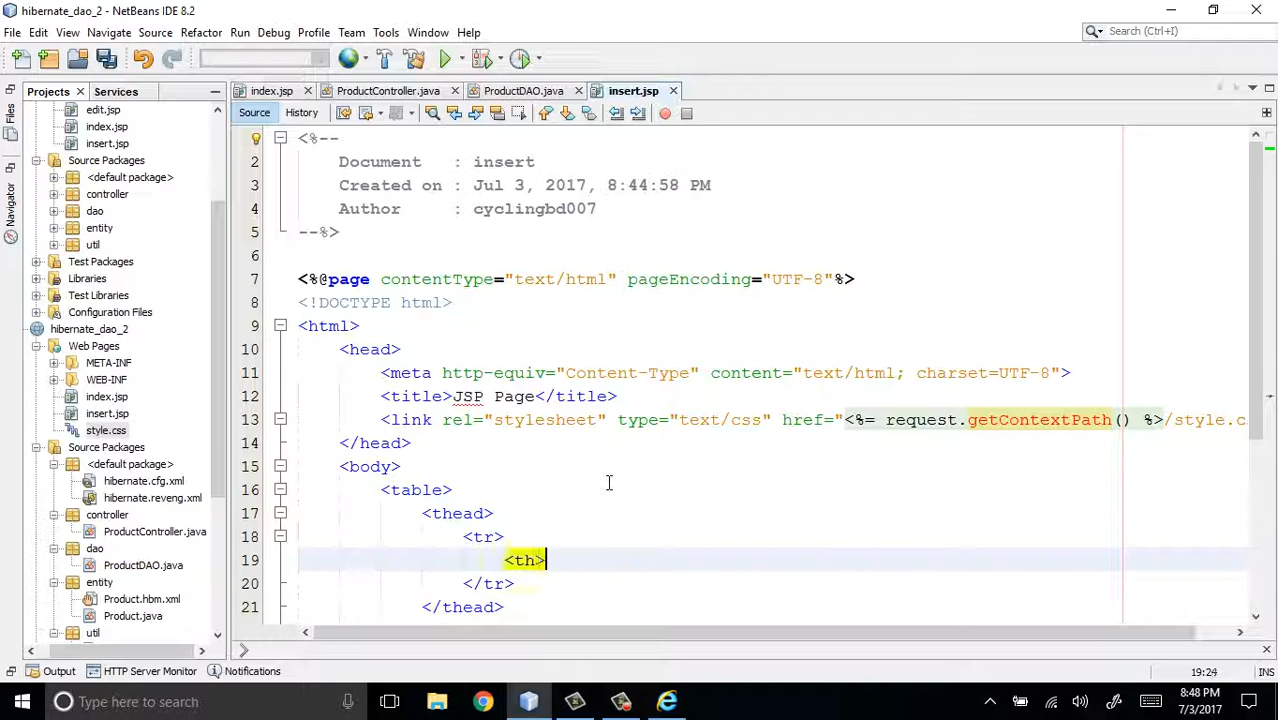 hibernate_dao_2 - NetBeans IDE 8.2
File Edit View Navigate Source Refactor Run Debug Profile Team Tools Window Help
Search (Ctrl+I)
Projects Services
index.jsp ProductController.java ProductDAO.java insert.jsp
Source History
Files
Navigator
edit.jsp
index.jsp
insert.jsp
Source Packages
<default package>
controller
dao
entity
util
Test Packages
Libraries
Test Libraries
Configuration Files
hibernate_dao_2
Web Pages
META-INF
WEB-INF
index.jsp
insert.jsp
style.css
Source Packages
<default package>
hibernate.cfg.xml
hibernate.reveng.xml
controller
ProductController.java
dao
ProductDAO.java
entity
Product.hbm.xml
Product.java
util
<%--
2 Document : insert
3 Created on : Jul 3, 2017, 8:44:58 PM
4 Author : cyclingbd007
5 --%>
6
7 <%@page contentType="text/html" pageEncoding="UTF-8"%>
8 <!DOCTYPE html>
9 <html>
10 <head>
11 <meta http-equiv="Content-Type" content="text/html; charset=UTF-8">
12 <title>JSP Page</title>
13 <link rel="stylesheet" type="text/css" href="<%= request.getContextPath() %>/style.c
14 </head>
15 <body>
16 <table>
17 <thead>
18 <tr>
19 <th>
20 </tr>
21 </thead>
Output HTTP Server Monitor Notifications
19:24 INS
Type here to search
8:48 PM
7/3/2017